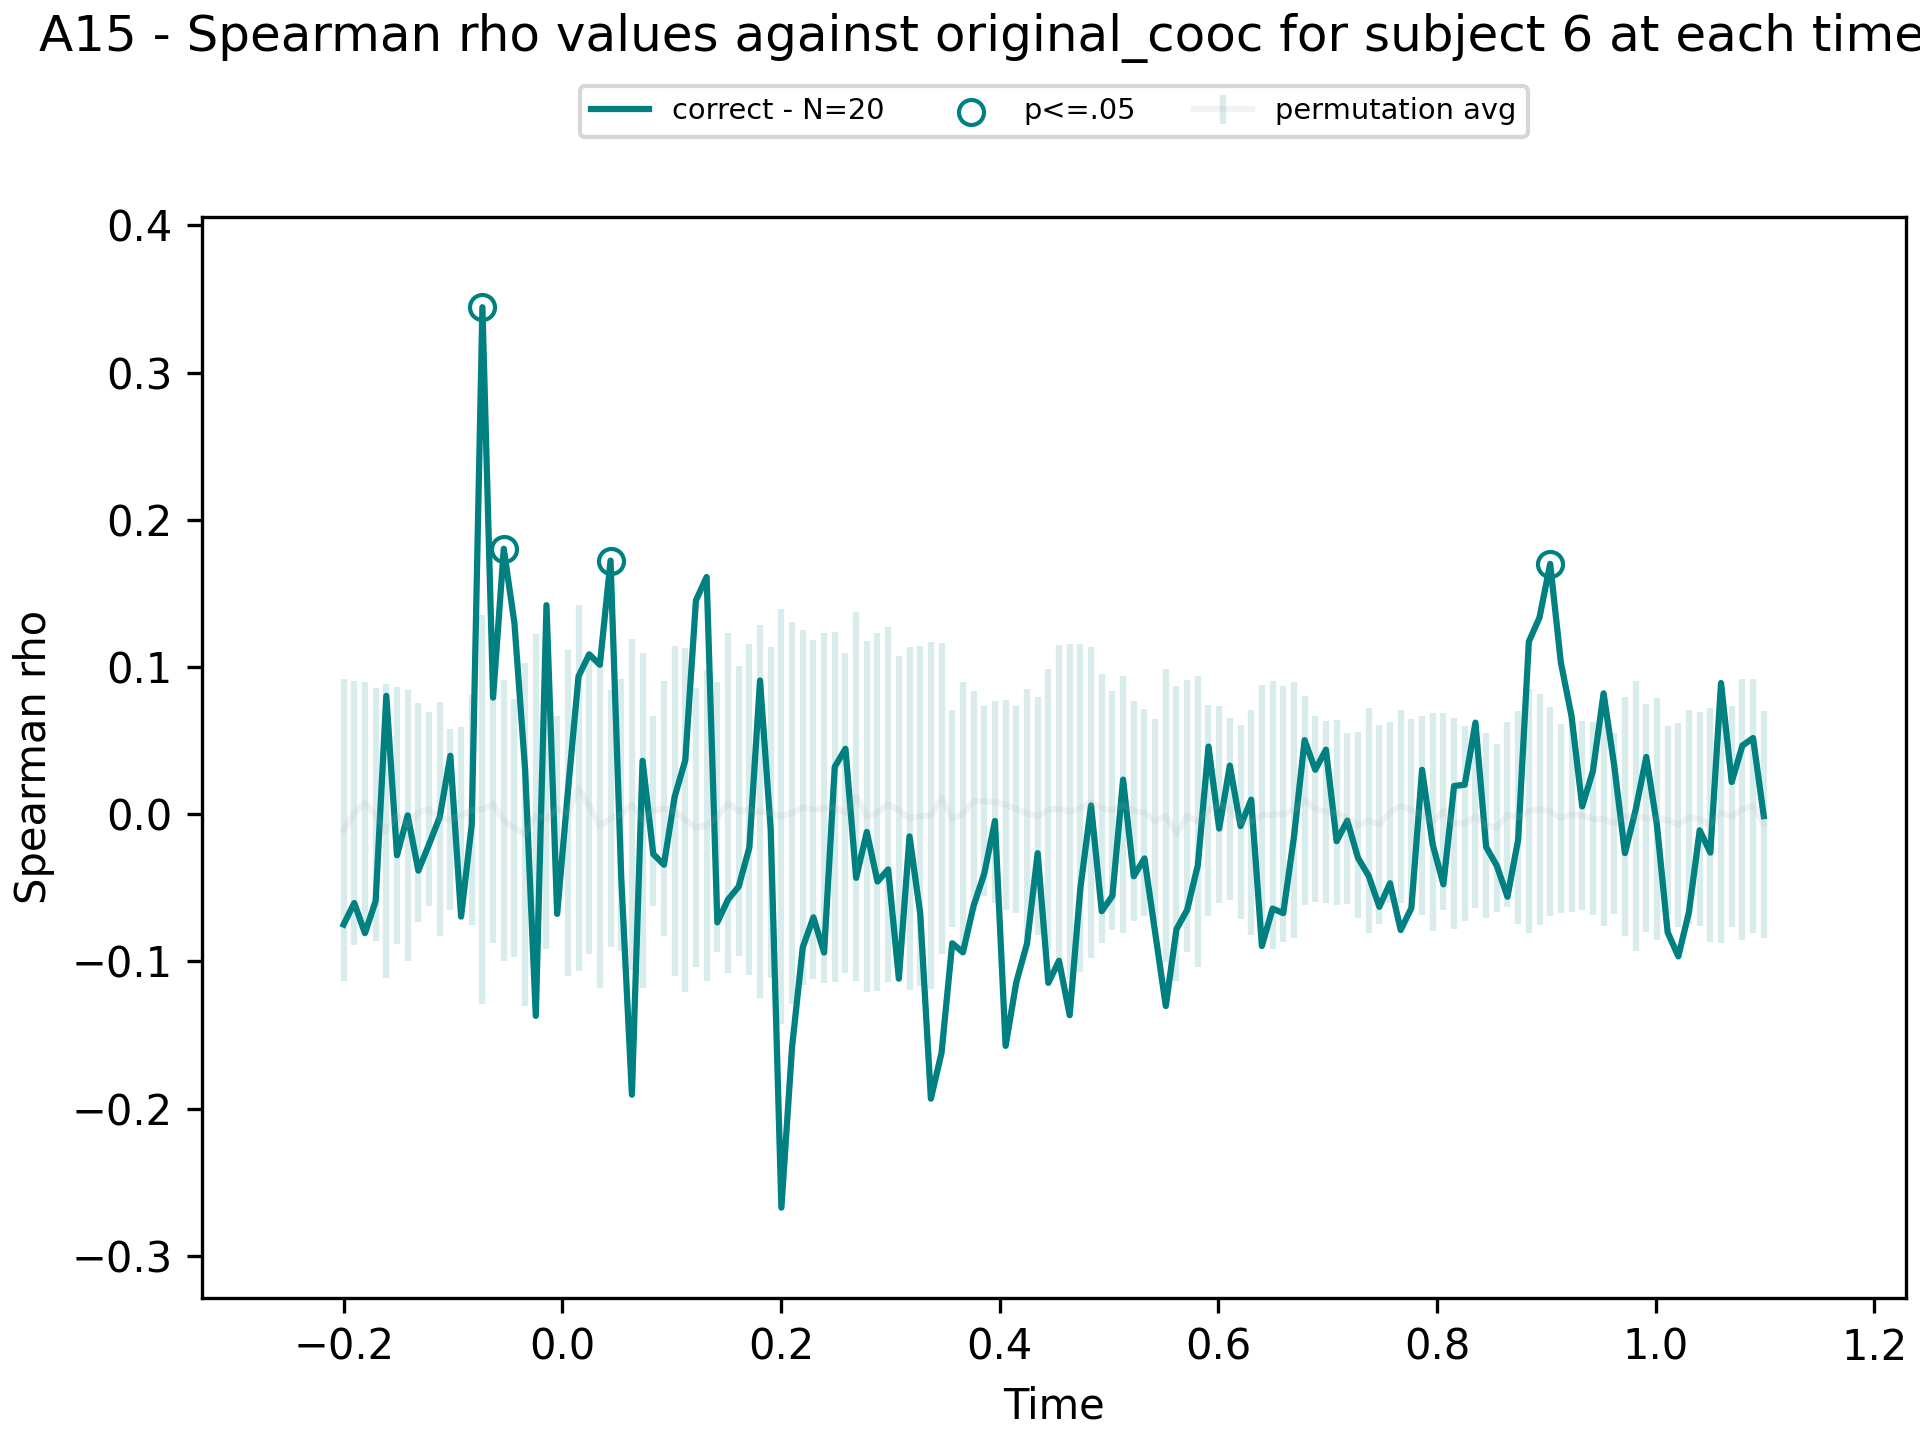 A15 - Spearman rho values against original_cooc for subject 6 at each time
correct - N=20 p<=.05 permutation avg
0.4
0.3
0.2
0.1
0.0
−0.1
−0.2
−0.3
Spearman rho
−0.2 0.0 0.2 0.4 0.6 0.8 1.0 1.2
Time